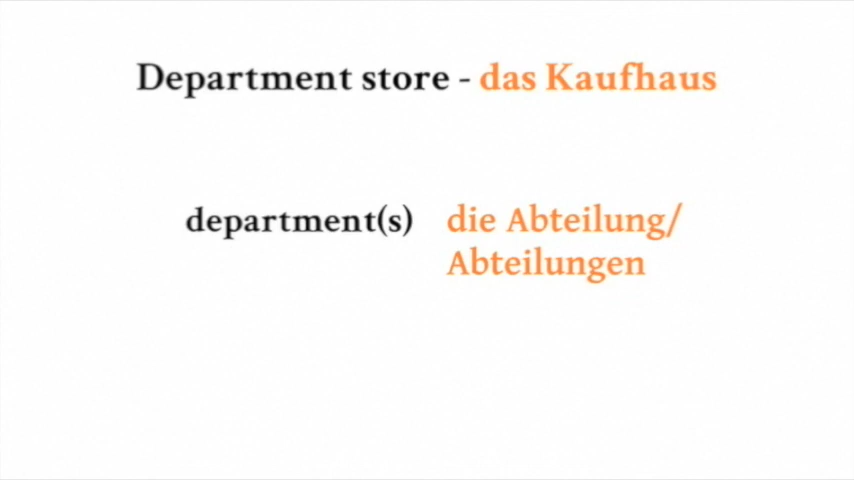 Department store - das Kaufhaus
department(s) die Abteilung/
Abteilungen